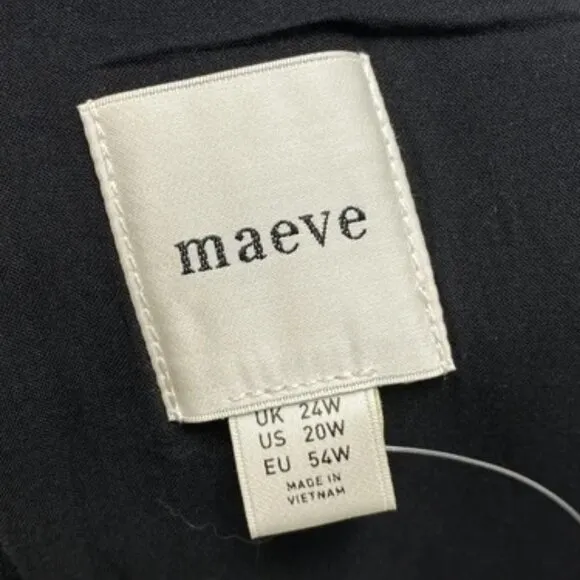 maeve
UK 24W
US 20W
EU 54W
MADE IN
VIETNAM